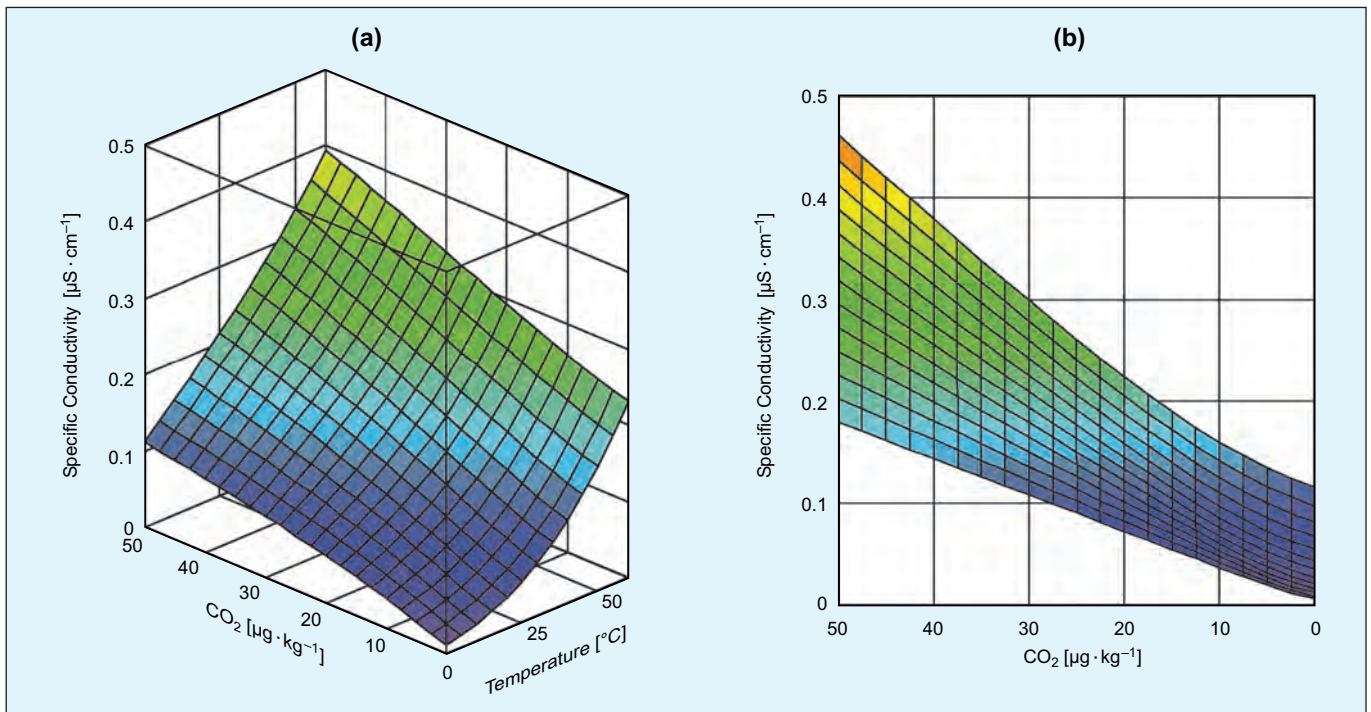 (a)
Specific Conductivity [µS · cm⁻¹]
0.5
0.4
0.3
0.2
0.1
0
50
40
30
20
10
0
CO₂ [µg · kg⁻¹]
25
50
Temperature [°C]
(b)
Specific Conductivity [µS · cm⁻¹]
0.5
0.4
0.3
0.2
0.1
0
50 40 30 20 10 0
CO₂ [µg · kg⁻¹]